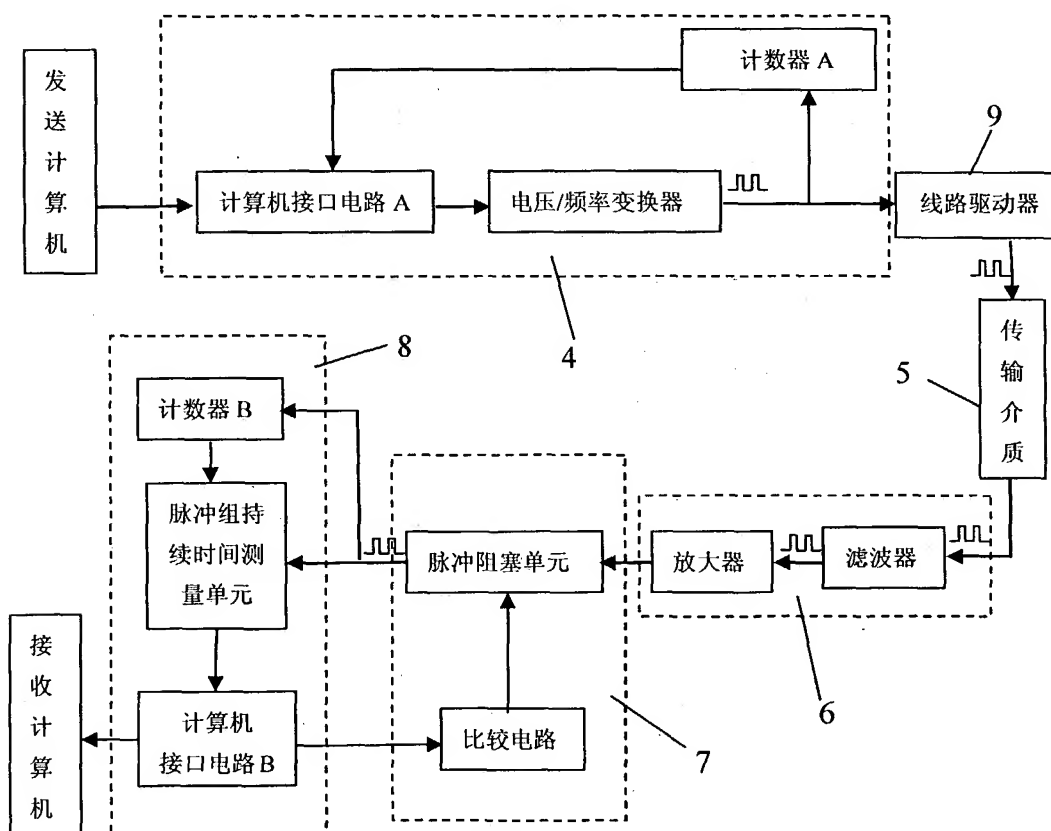 发
送
计
算
机
计数器 A
计算机接口电路 A
电压/频率变换器
9
线路驱动器
4
传
输
介
质
5
8
计数器 B
脉冲组持
续时间测
量单元
脉冲阻塞单元
放大器
滤波器
6
接
收
计
算
机
计算机
接口电路 B
比较电路
7